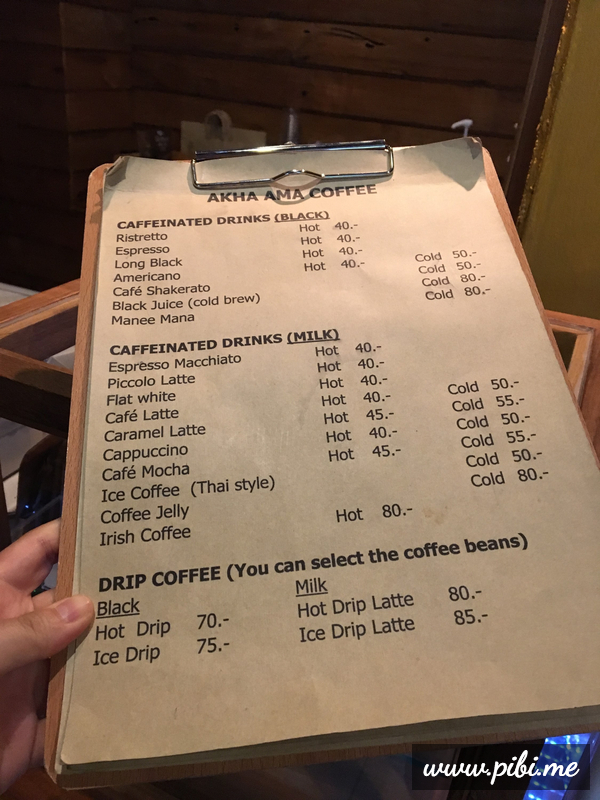 AKHA AMA COFFEE
CAFFEINATED DRINKS (BLACK)
Ristretto Hot 40.-
Espresso Hot 40.-
Long Black Hot 40.-
Americano Hot 40.- Cold 50.-
Café Shakerato Cold 50.-
Black Juice (cold brew) Cold 80.-
Manee Mana Cold 80.-
CAFFEINATED DRINKS (MILK)
Espresso Macchiato Hot 40.-
Piccolo Latte Hot 40.-
Flat white Hot 40.-
Café Latte Hot 40.- Cold 50.-
Caramel Latte Hot 45.- Cold 55.-
Cappuccino Hot 40.- Cold 50.-
Café Mocha Hot 45.- Cold 55.-
Ice Coffee (Thai style) Cold 50.-
Coffee Jelly Cold 80.-
Irish Coffee Hot 80.-
DRIP COFFEE (You can select the coffee beans)
Black Milk
Hot Drip 70.- Hot Drip Latte 80.-
Ice Drip 75.- Ice Drip Latte 85.-
www.pibi.me